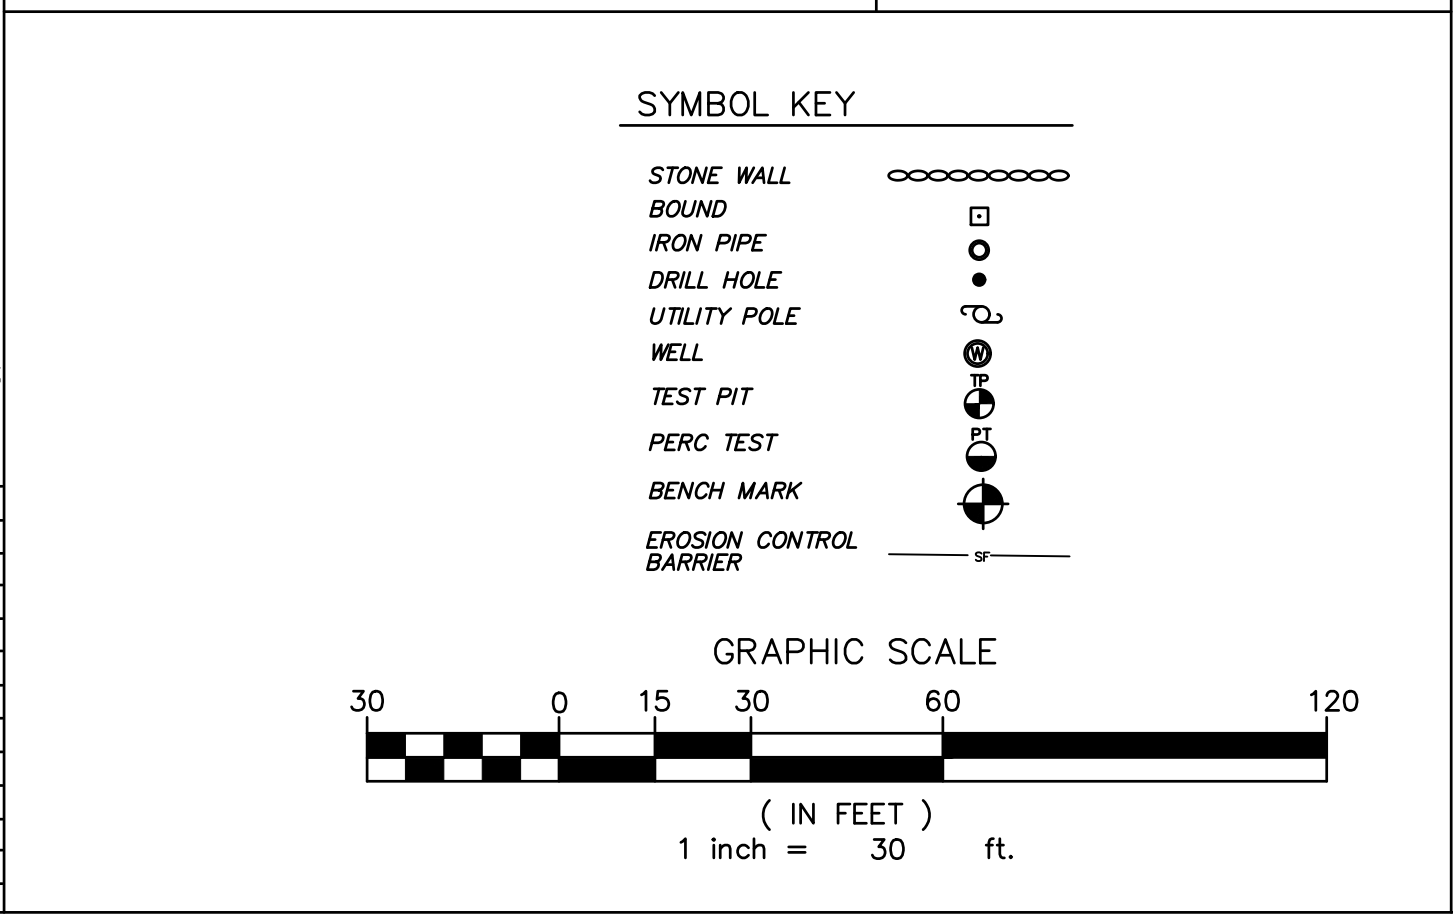 SYMBOL KEY
STONE WALL
BOUND
IRON PIPE
DRILL HOLE
UTILITY POLE
WELL W
TP
TEST PIT
PT
PERC TEST
BENCH MARK
EROSION CONTROL
BARRIER SF
GRAPHIC SCALE
30 0 15 30 60 120
( IN FEET )
1 inch = 30 ft.